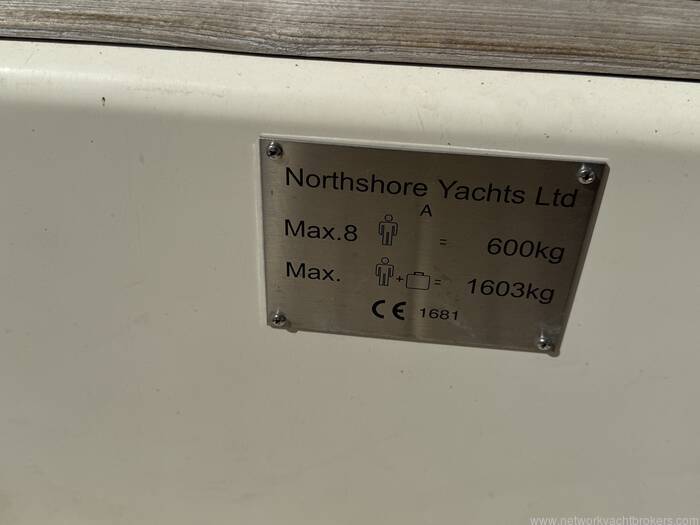 Northshore Yachts Ltd
A
Max.8 = 600kg
Max. + = 1603kg
CE 1681
www.networkyachtbrokers.com